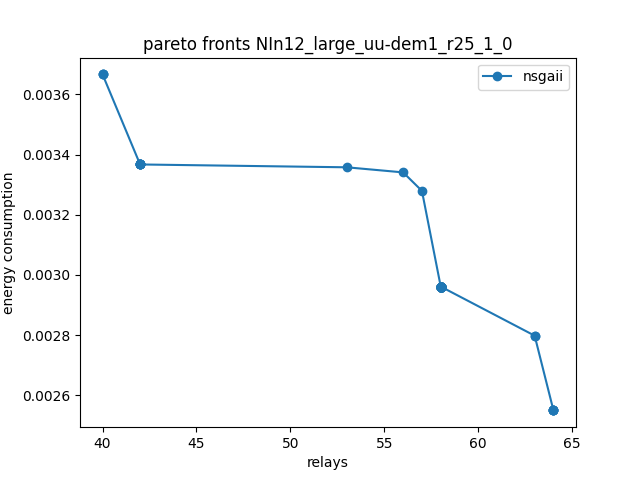 pareto fronts NIn12_large_uu-dem1_r25_1_0
nsgaii
0.0036
0.0034
0.0032
0.0030
0.0028
0.0026
energy consumption
40 45 50 55 60 65
relays